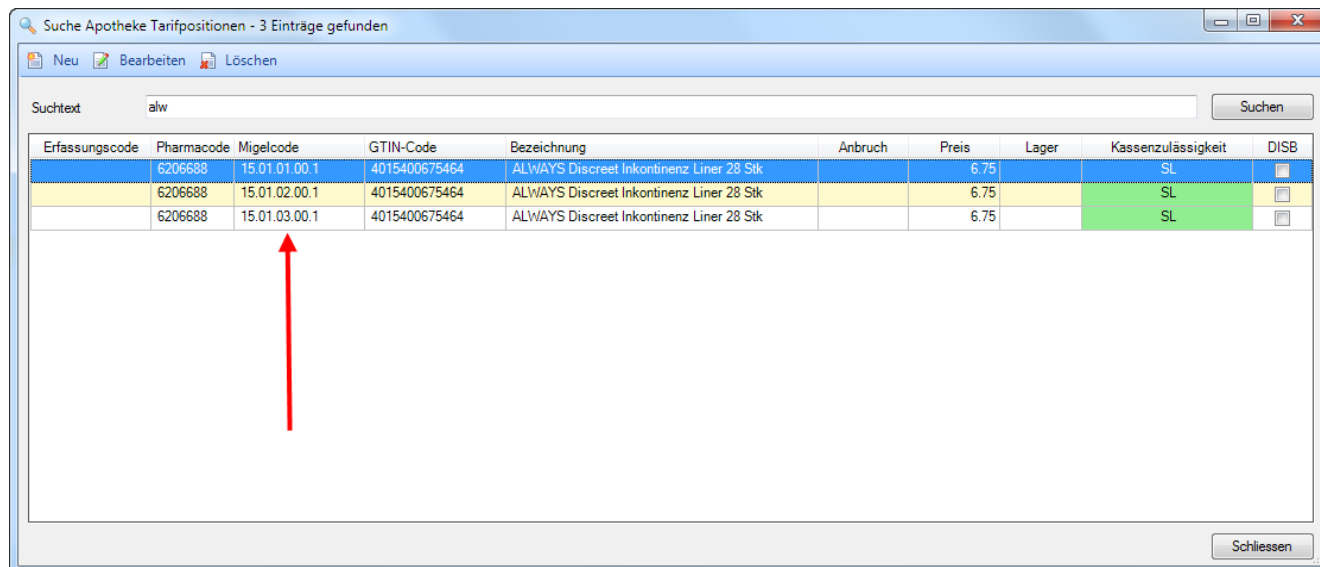 Suche Apotheke Tarifpositionen - 3 Einträge gefunden
Neu Bearbeiten Löschen
Suchtext alw Suchen
Erfassungscode Pharmacode Migelcode GTIN-Code Bezeichnung Anbruch Preis Lager Kassenzulässigkeit DISB
6206688 15.01.01.00.1 4015400675464 ALWAYS Discreet Inkontinenz Liner 28 Stk 6.75 SL
6206688 15.01.02.00.1 4015400675464 ALWAYS Discreet Inkontinenz Liner 28 Stk 6.75 SL
6206688 15.01.03.00.1 4015400675464 ALWAYS Discreet Inkontinenz Liner 28 Stk 6.75 SL
Schliessen